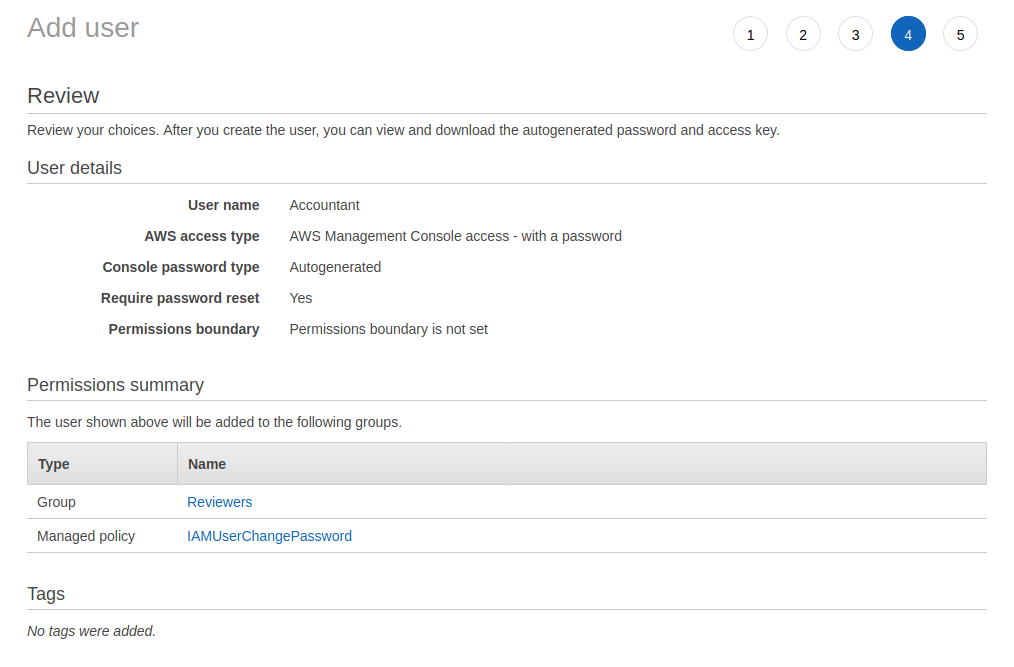 Add user
1 2 3 4 5
Review
Review your choices. After you create the user, you can view and download the autogenerated password and access key.
User details
User name Accountant
AWS access type AWS Management Console access - with a password
Console password type Autogenerated
Require password reset Yes
Permissions boundary Permissions boundary is not set
Permissions summary
The user shown above will be added to the following groups.
Type Name
Group Reviewers
Managed policy IAMUserChangePassword
Tags
No tags were added.